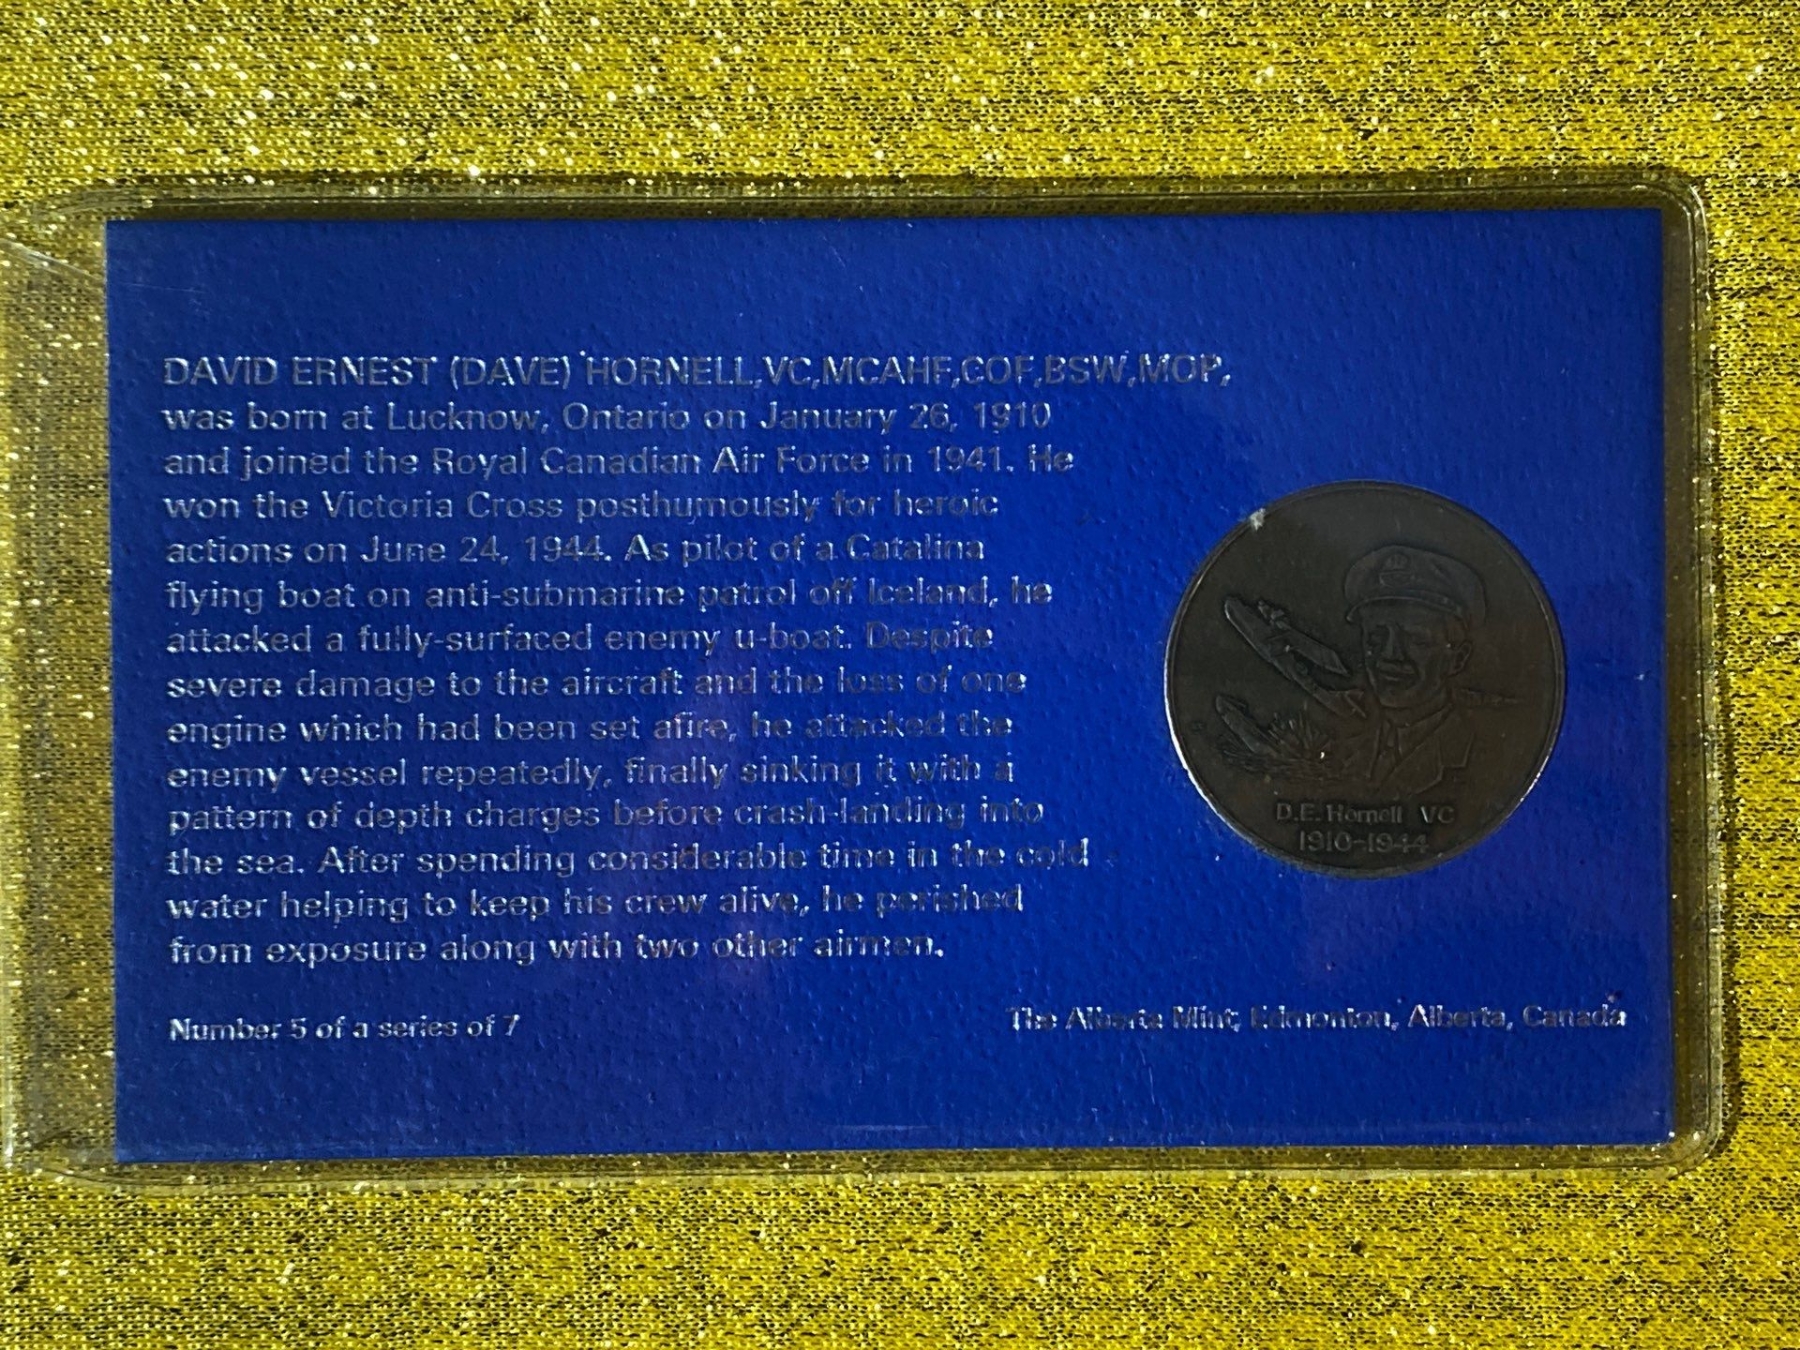 DAVID ERNEST (DAVE) HORNELL,VC,MCAHF,COF,BSW,MOP,
was born at Lucknow, Ontario on January 26, 1910
and joined the Royal Canadian Air Force in 1941. He
won the Victoria Cross posthumously for heroic
actions on June 24, 1944. As pilot of a Catalina
flying boat on anti-submarine patrol off Iceland, he
attacked a fully-surfaced enemy u-boat. Despite
severe damage to the aircraft and the loss of one
engine which had been set afire, he attacked the
enemy vessel repeatedly, finally sinking it with a
pattern of depth charges before crash-landing into
the sea. After spending considerable time in the cold
water helping to keep his crew alive, he perished
from exposure along with two other airmen.
D.E. Hornell VC
1910-1944
Number 5 of a series of 7
The Alberta Mint, Edmonton, Alberta, Canada